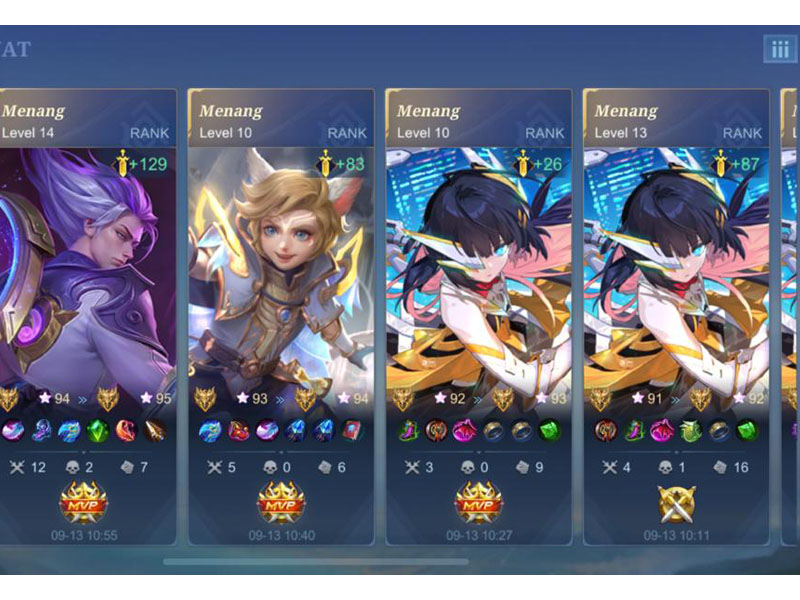 Menang
Level 14
RANK
+129
94 » 95
12 2 7
MVP
09-13 10:55
Menang
Level 10
RANK
+83
93 » 94
5 0 6
MVP
09-13 10:40
Menang
Level 10
RANK
+26
92 » 93
3 0 9
MVP
09-13 10:27
Menang
Level 13
RANK
+87
91 » 92
4 1 16
09-13 10:11